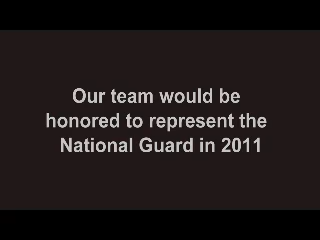 Our team would be
honored to represent the
National Guard in 2011